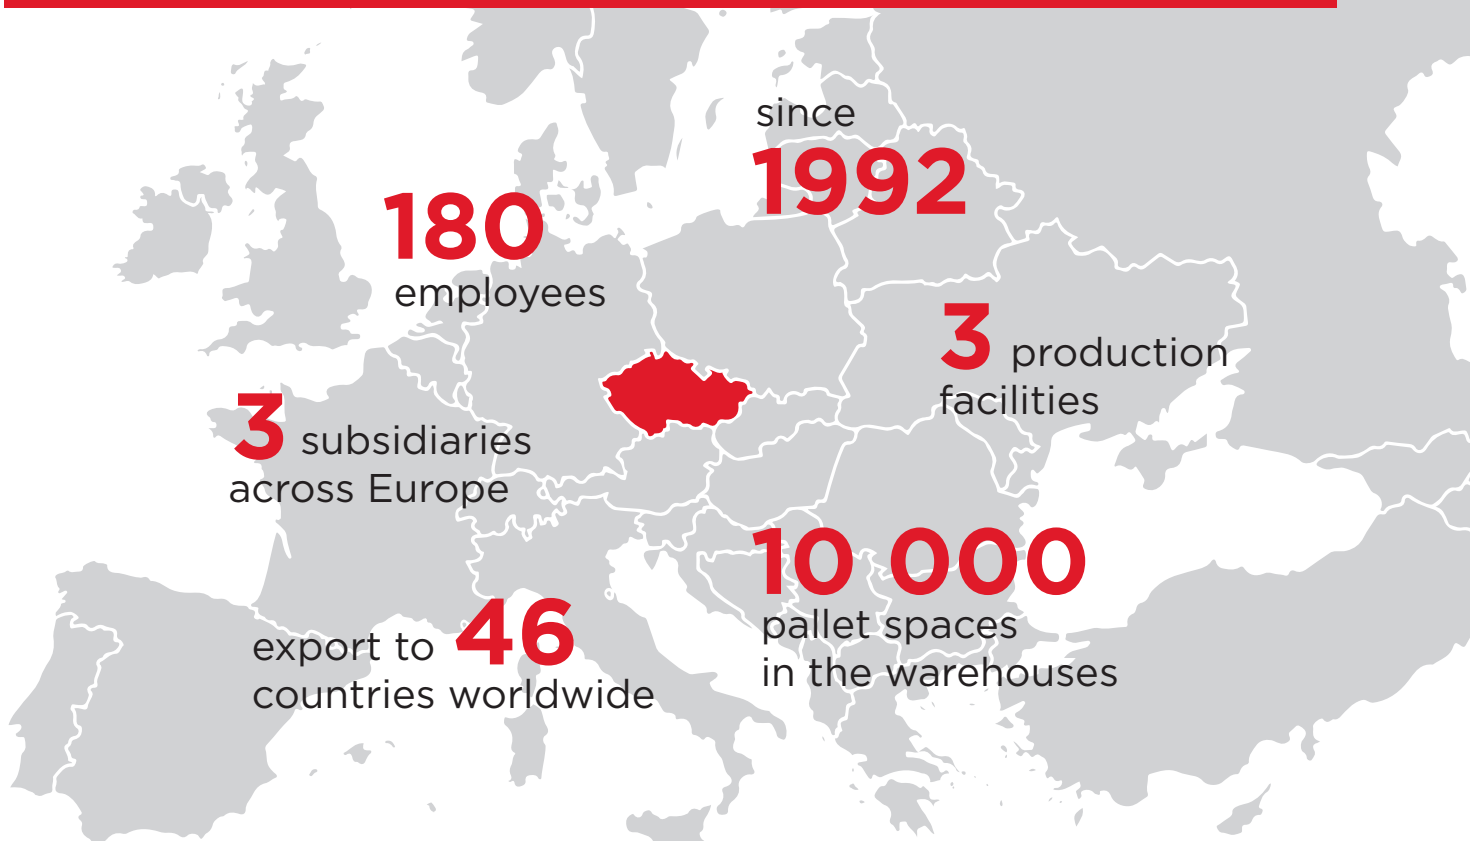 since
1992
180
employees
3 production
facilities
3 subsidiaries
across Europe
10 000
pallet spaces
in the warehouses
export to 46
countries worldwide